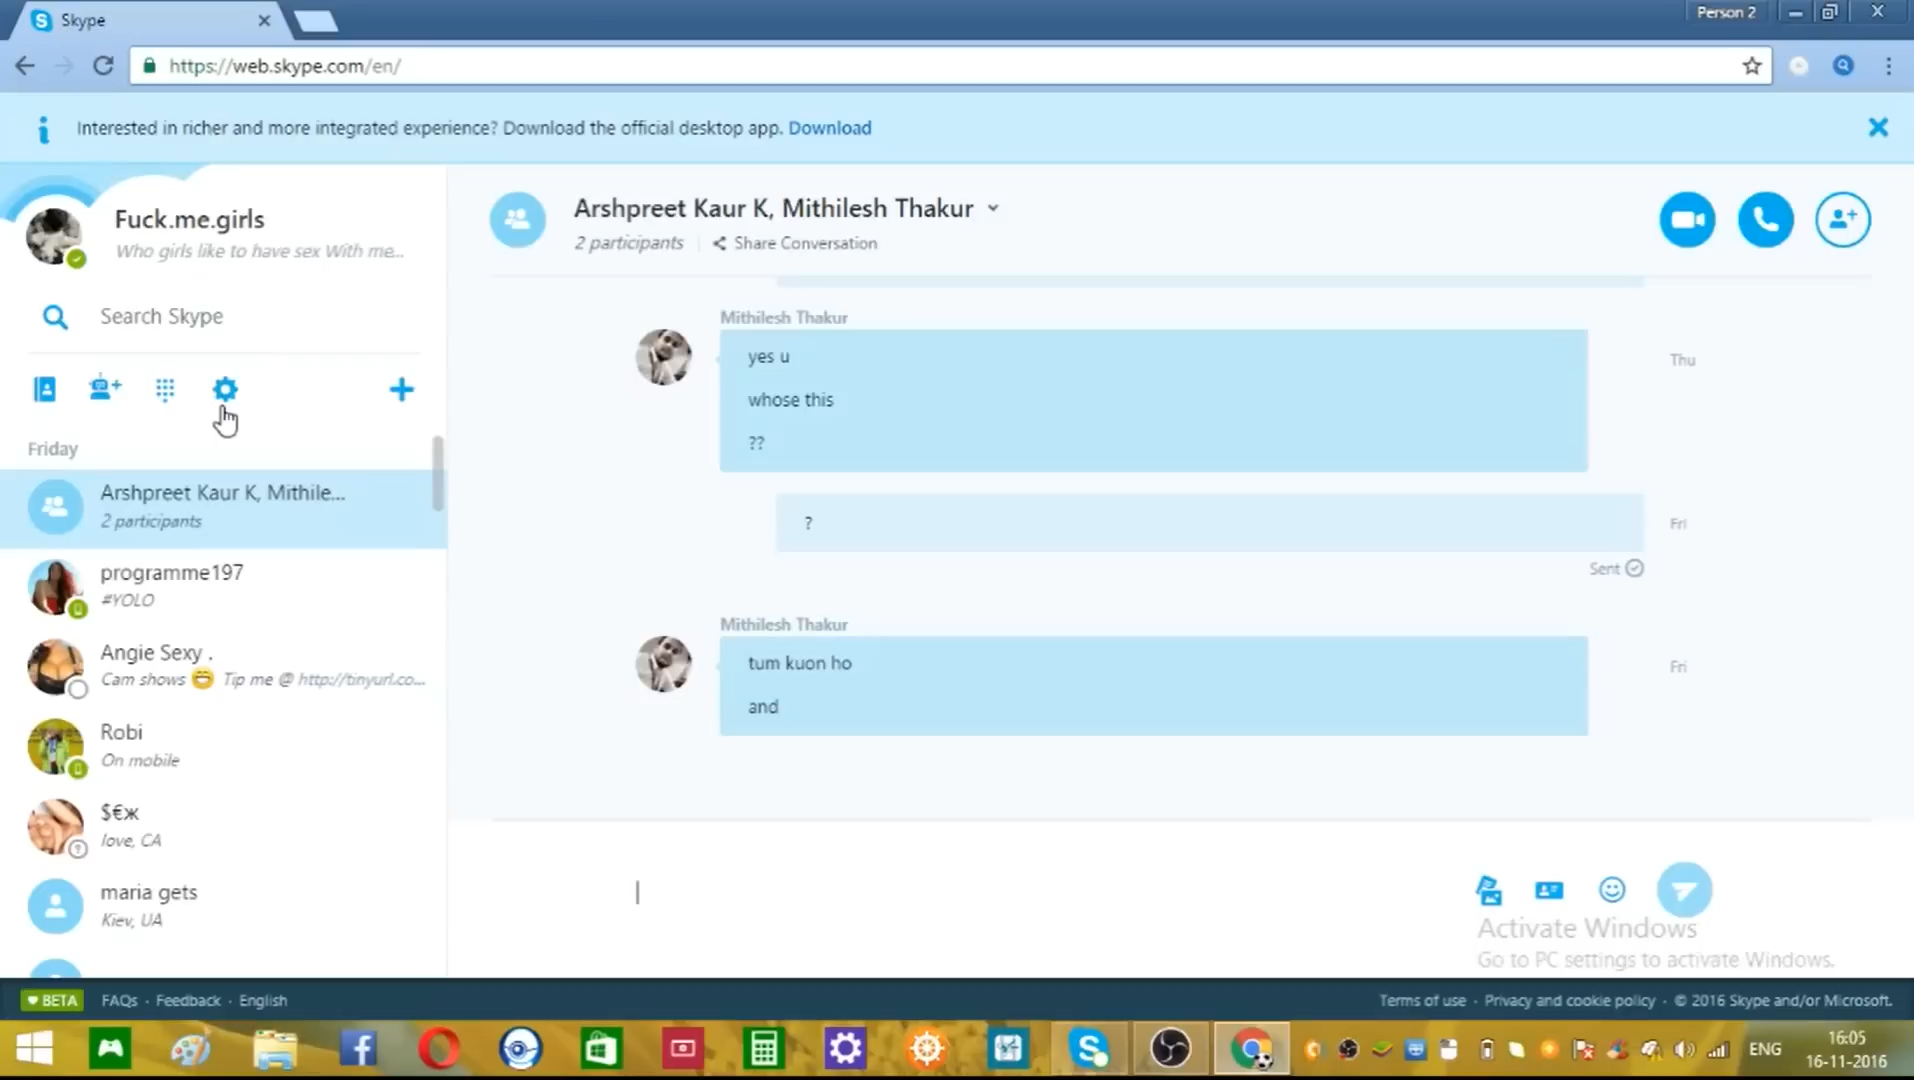 Skype
Person 2
https://web.skype.com/en/
Interested in richer and more integrated experience? Download the official desktop app. Download
Fuck.me.girls
Who girls like to have sex With me...
Search Skype
Friday
Arshpreet Kaur K, Mithile...
2 participants
programme197
#YOLO
Angie Sexy .
Cam shows 😁 Tip me @ http://tinyurl.co...
Robi
On mobile
$€ж
love, CA
maria gets
Kiev, UA
Arshpreet Kaur K, Mithilesh Thakur
2 participants
Share Conversation
Mithilesh Thakur
yes u
Thu
whose this
??
?
Fri
Sent
Mithilesh Thakur
tum kuon ho
Fri
and
Activate Windows
Go to PC settings to activate Windows.
BETA
FAQs · Feedback · English
Terms of use · Privacy and cookie policy · © 2016 Skype and/or Microsoft.
ENG
16:05
16-11-2016